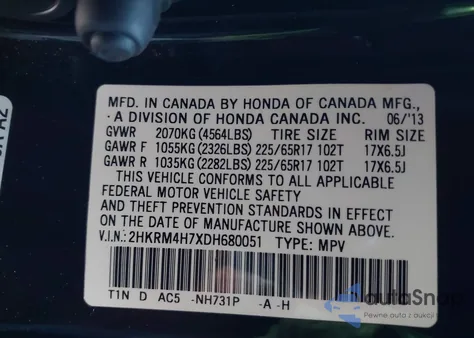 MFD. IN CANADA BY HONDA OF CANADA MFG.,
A DIVISION OF HONDA CANADA INC. 06/'13
GVWR 2070KG (4564LBS) TIRE SIZE RIM SIZE
GAWR F 1055KG (2326LBS) 225/65R17 102T 17X6.5J
GAWR R 1035KG (2282LBS) 225/65R17 102T 17X6.5J
THIS VEHICLE CONFORMS TO ALL APPLICABLE
FEDERAL MOTOR VEHICLE SAFETY
AND THEFT PREVENTION STANDARDS IN EFFECT
ON THE DATE OF MANUFACTURE SHOWN ABOVE.
V.I.N.: 2HKRM4H7XDH680051 TYPE: MPV
T1N D AC5 -NH731P -A-H